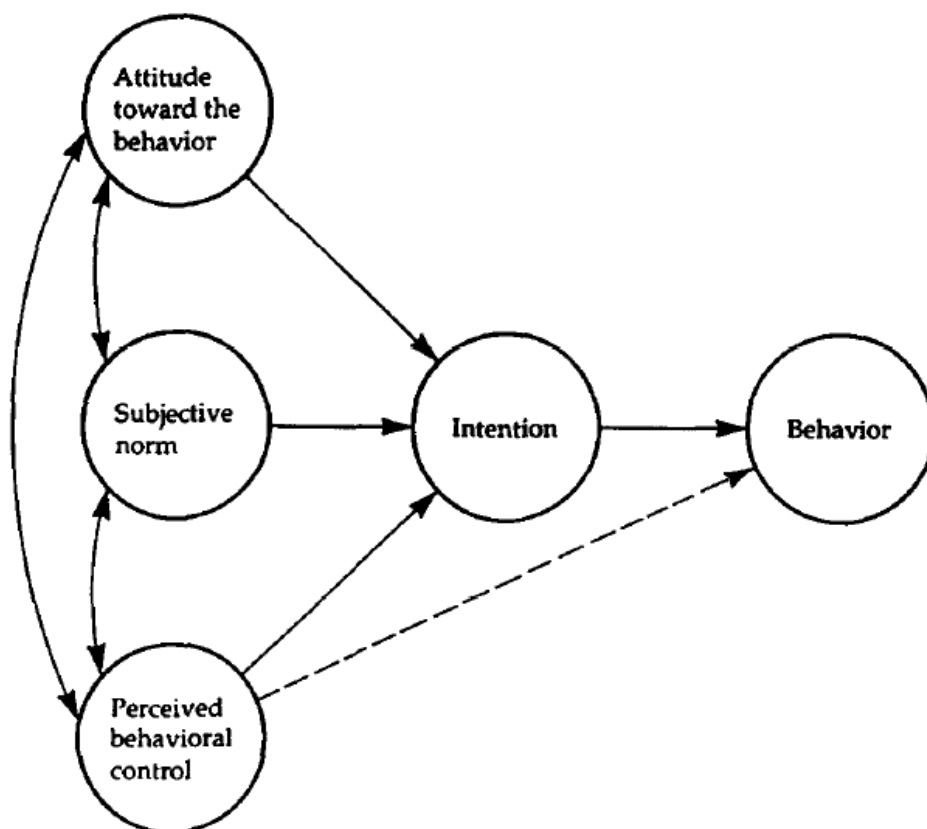 Attitude
toward the
behavior
Subjective
norm
Intention
Behavior
Perceived
behavioral
control